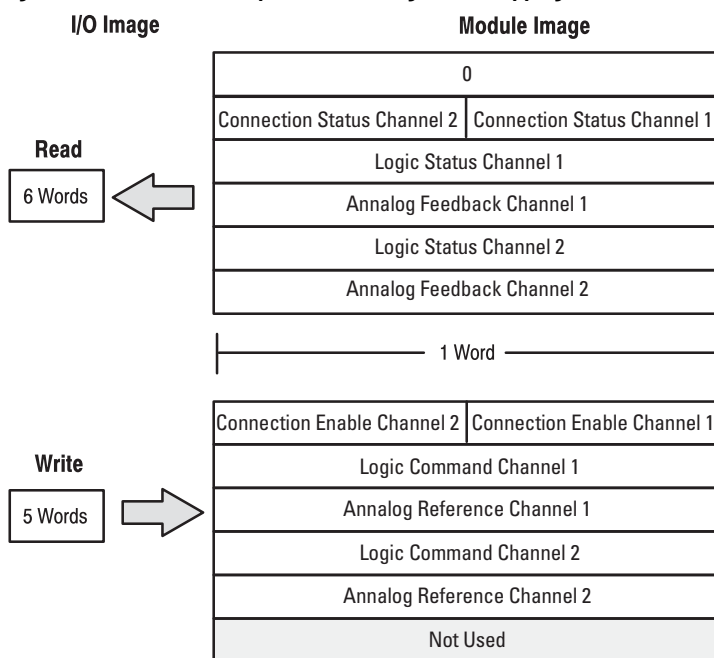 I/O Image
Module Image
0
Connection Status Channel 2 Connection Status Channel 1
Read
6 Words
Logic Status Channel 1
Annalog Feedback Channel 1
Logic Status Channel 2
Annalog Feedback Channel 2
1 Word
Connection Enable Channel 2 Connection Enable Channel 1
Write
5 Words
Logic Command Channel 1
Annalog Reference Channel 1
Logic Command Channel 2
Annalog Reference Channel 2
Not Used